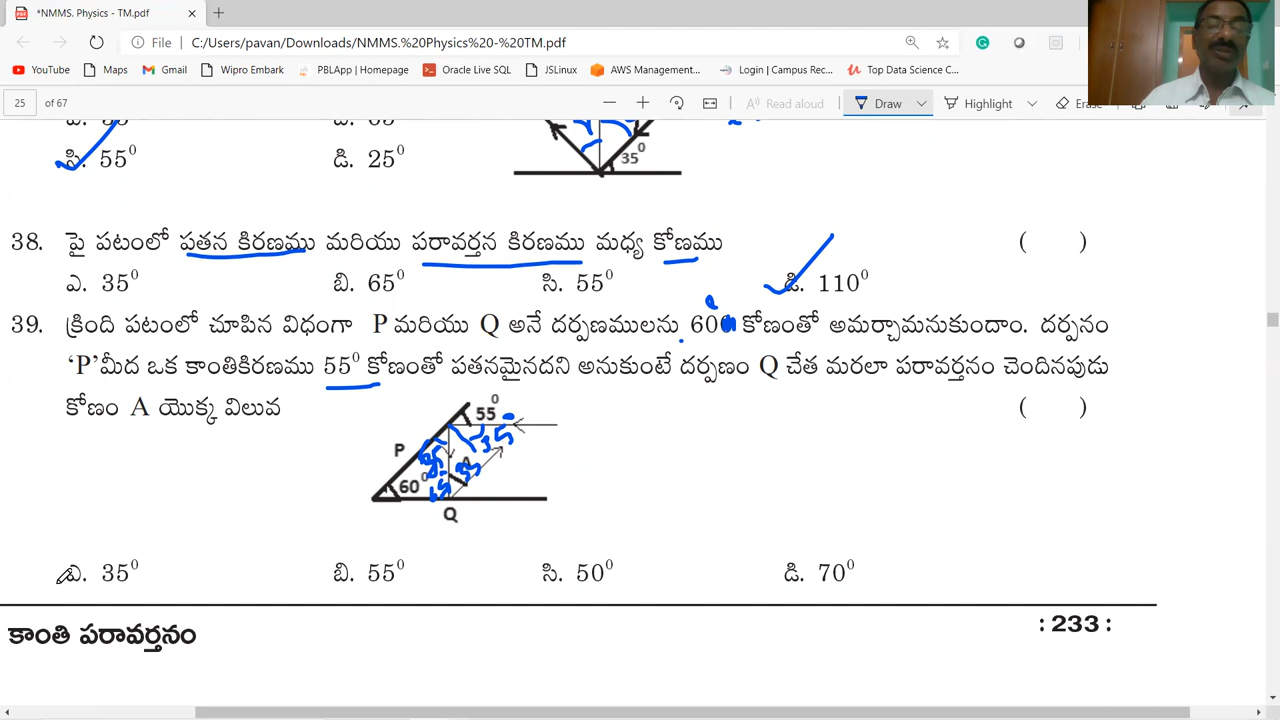 *NMMS. Physics - TM.pdf
File C:/Users/pavan/Downloads/NMMS.%20Physics%20-%20TM.pdf
YouTube Maps Gmail Wipro Embark PBLApp | Homepage Oracle Live SQL JSLinux AWS Management... Login | Campus Rec... Top Data Science C...
25 of 67 Read aloud Draw Highlight Erase
సి. 55⁰ డి. 25⁰ 35⁰
38. పై పటంలో పతన కిరణము మరియు పరావర్తన కిరణము మధ్య కోణము ( )
ఎ. 35⁰ బి. 65⁰ సి. 55⁰ డి. 110⁰
39. క్రింది పటంలో చూపిన విధంగా P మరియు Q అనే దర్పణములను 60 కోణంతో అమర్చామనుకుందాం. దర్పనం
‘P’మీద ఒక కాంతికిరణము 55⁰ కోణంతో పతనమైనదని అనుకుంటే దర్పణం Q చేత మరలా పరావర్తనం చెందినపుడు
కోణం A యొక్క విలువ ( )
55⁰
35
P
60⁰
Q
ఎ. 35⁰ బి. 55⁰ సి. 50⁰ డి. 70⁰
కాంతి పరావర్తనం : 233 :